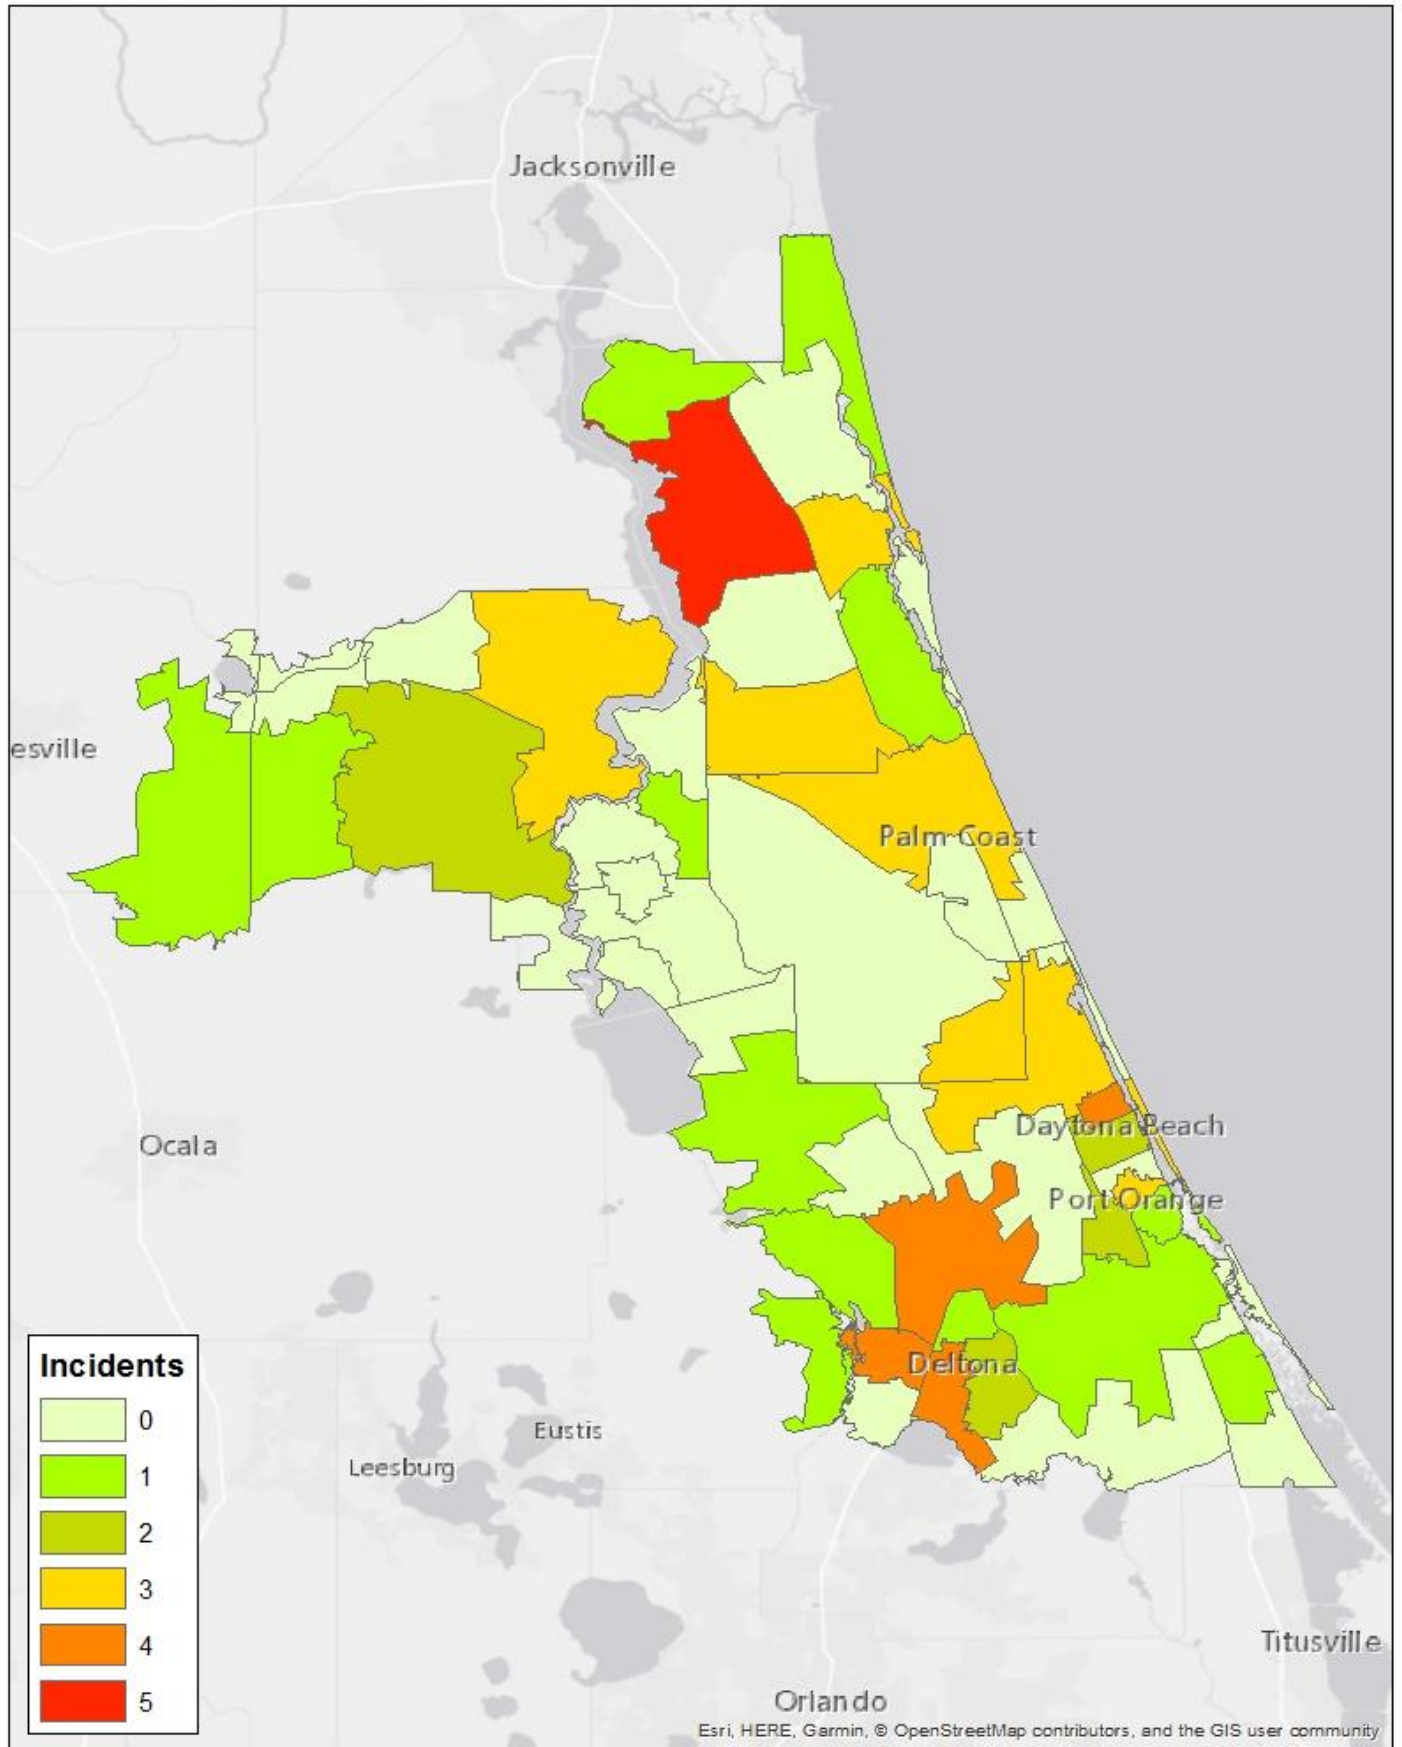 Jacksonville
esville
Palm Coast
Ocala
Daytona Beach
Port Orange
Deltona
Incidents
0
1
2
3
4
5
Eustis
Leesburg
Titusville
Orlando
Esri, HERE, Garmin, © OpenStreetMap contributors, and the GIS user community